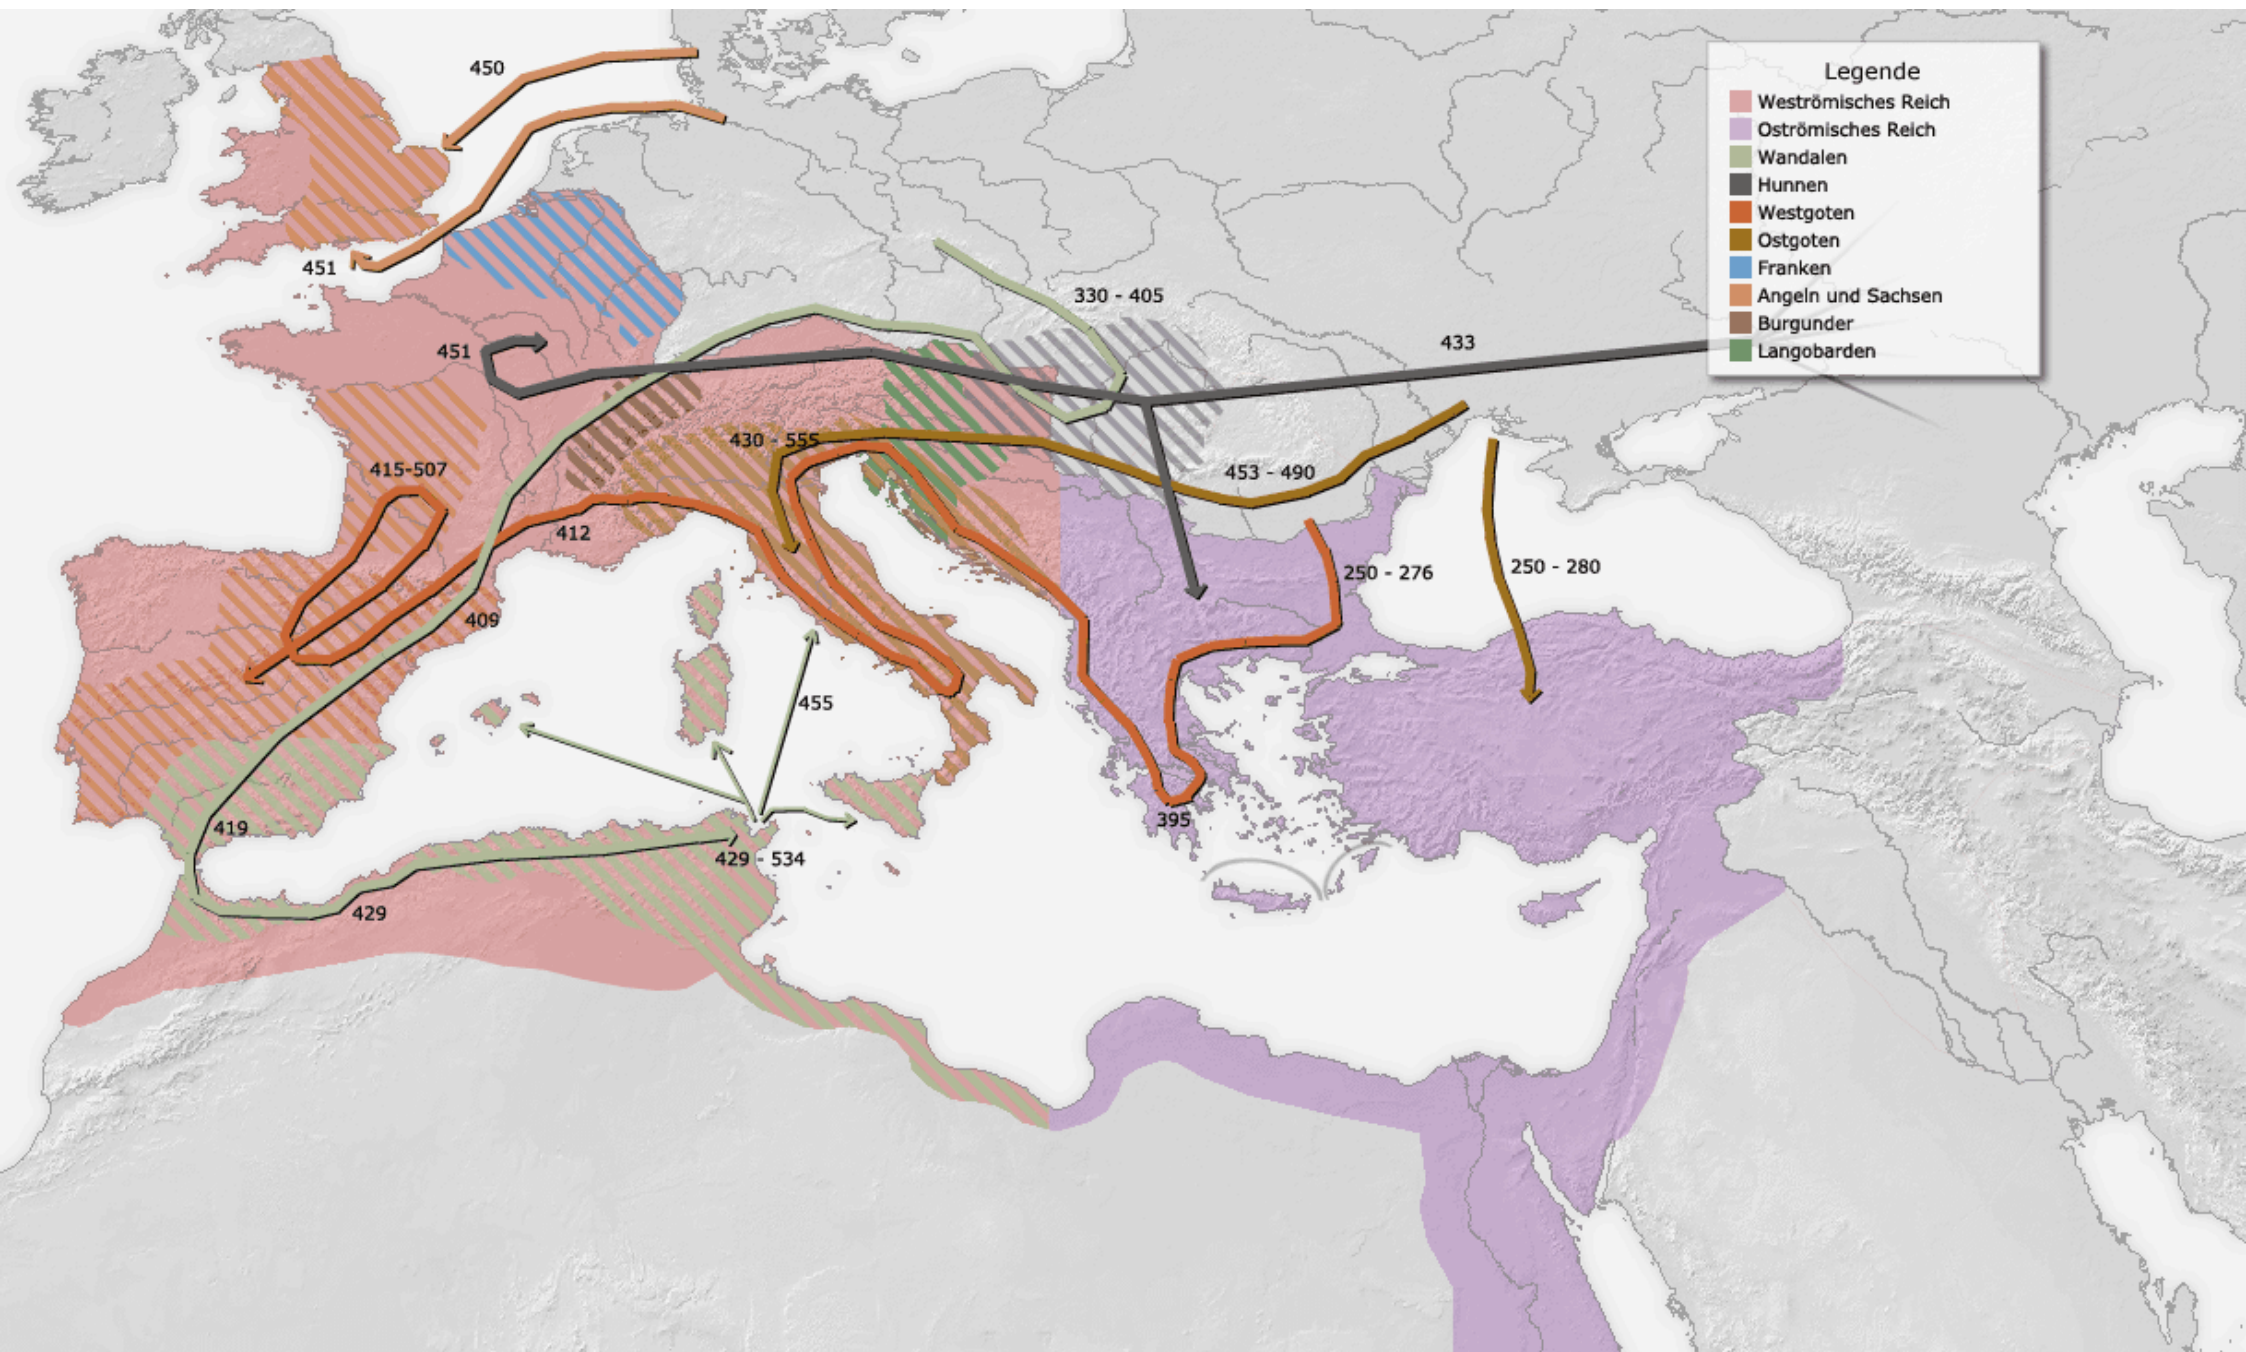 450
451
Legende
Weströmisches Reich
Oströmisches Reich
Wandalen
Hunnen
Westgoten
Ostgoten
Franken
Angeln und Sachsen
Burgunder
Langobarden
330 - 405
433
451
430 - 555
415-507
453 - 490
412
250 - 276
250 - 280
409
455
395
419
429 - 534
429